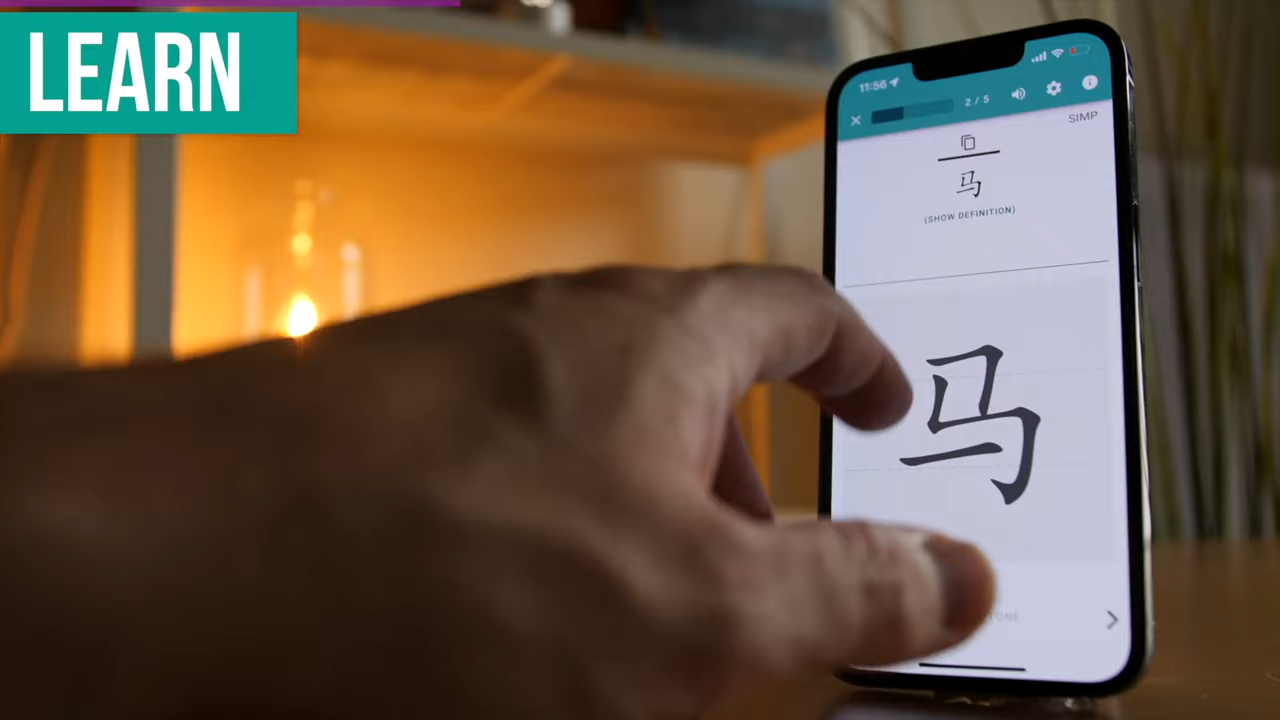 LEARN
11:56
2 / 5
SIMP
马
(SHOW DEFINITION)
马